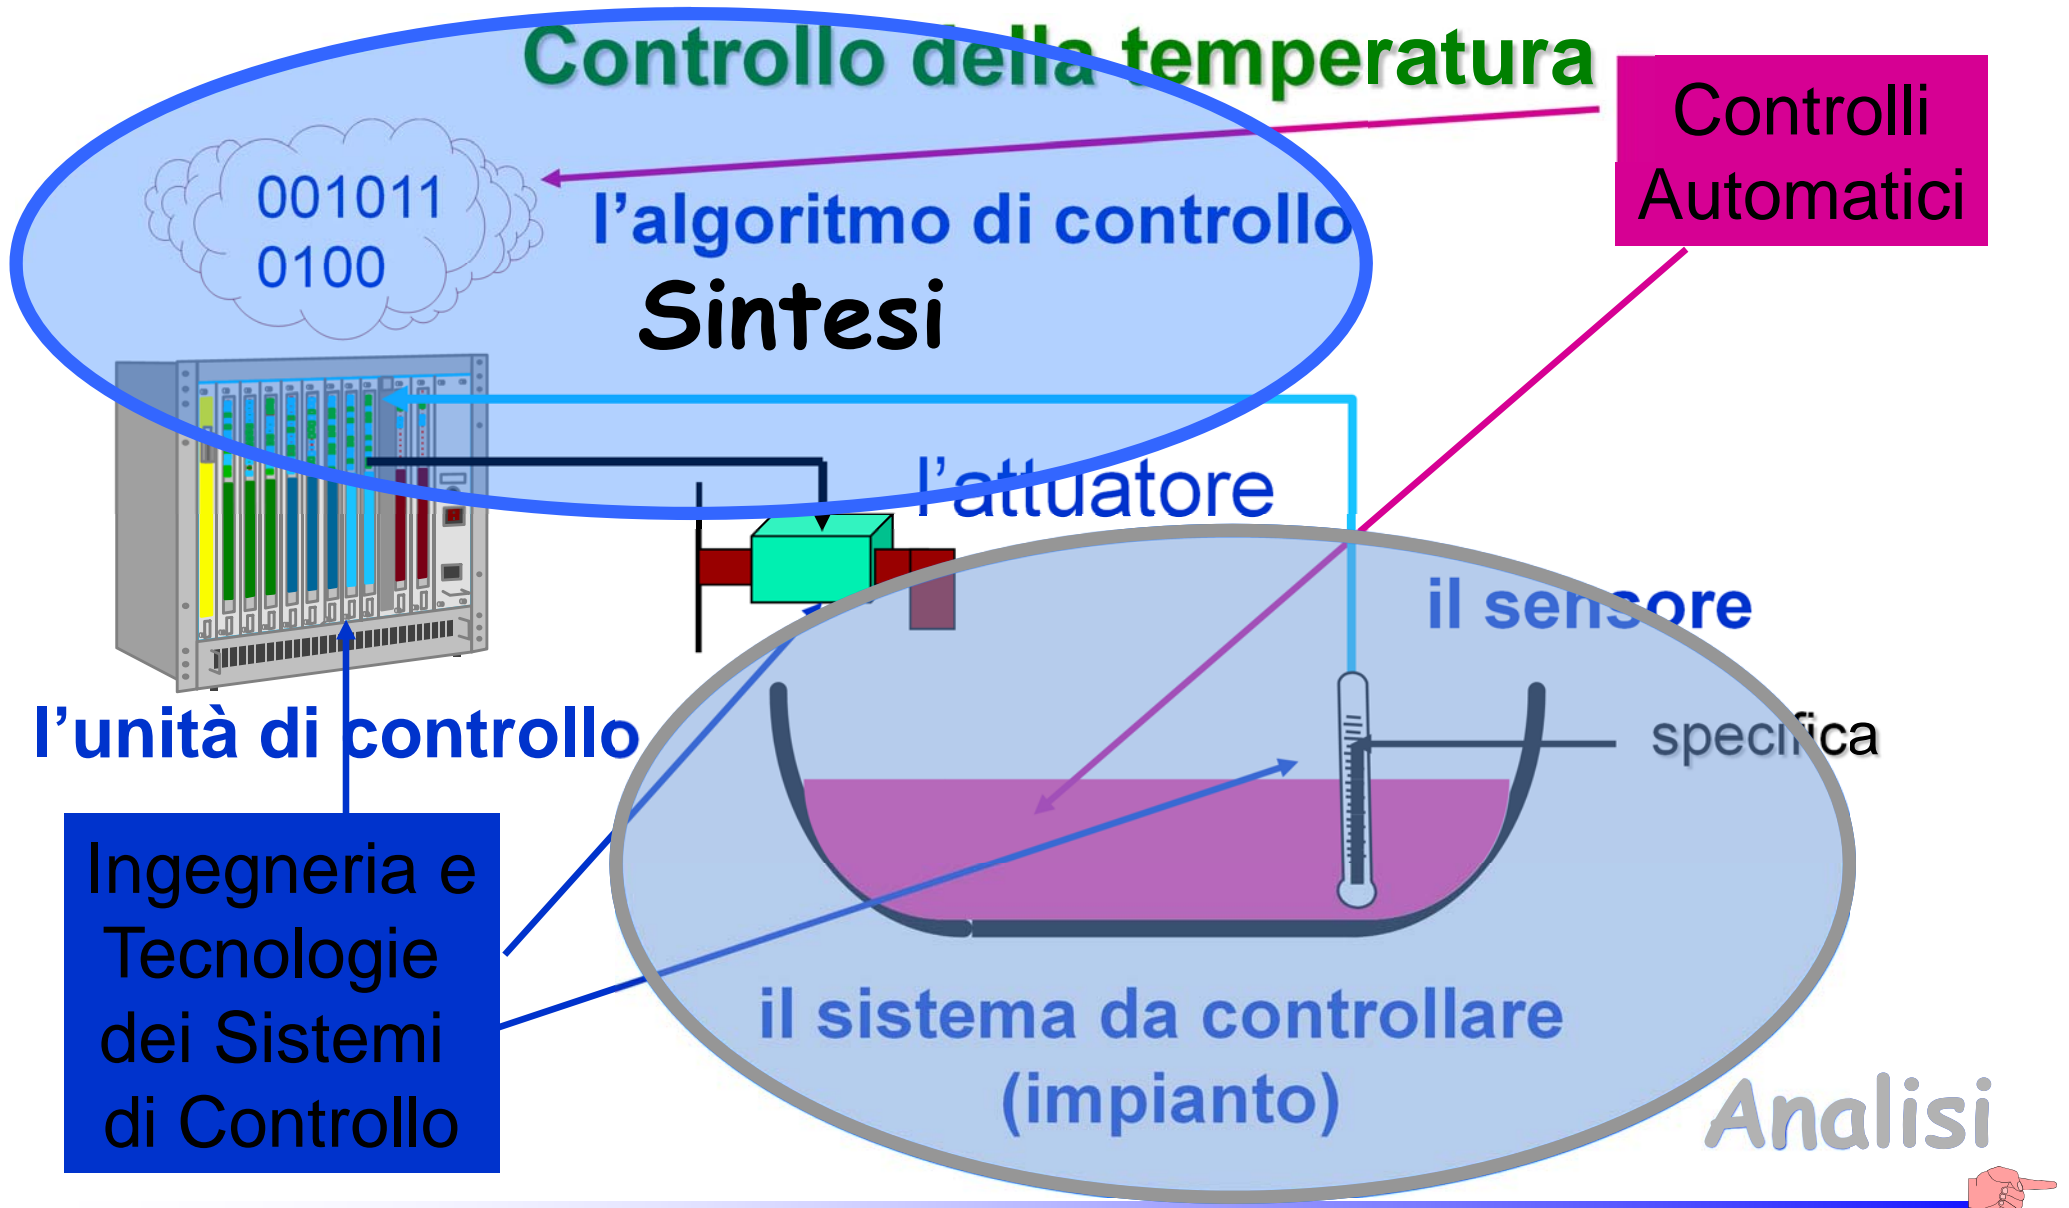 Controllo della temperatura
Controlli
Automatici
001011
0100
l’algoritmo di controllo
Sintesi
l’attuatore
il sensore
specifica
l’unità di controllo
Ingegneria e
Tecnologie
dei Sistemi
di Controllo
il sistema da controllare
(impianto)
Analisi